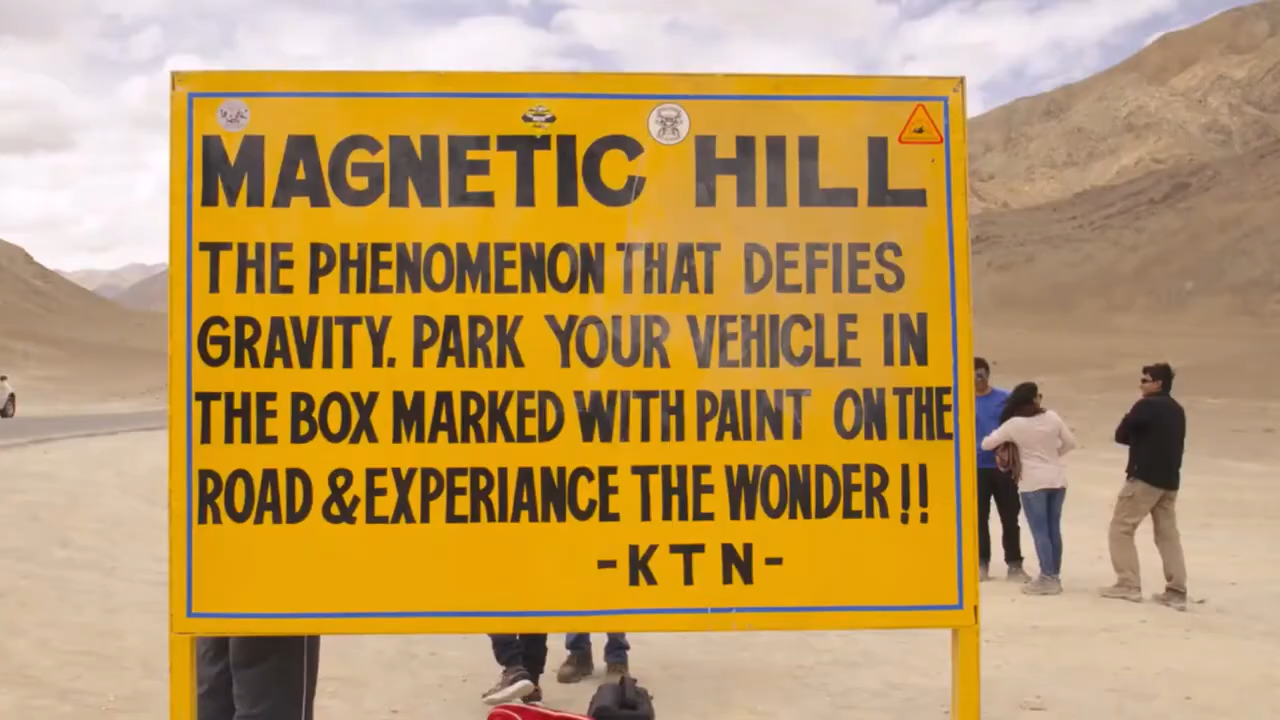 MAGNETIC HILL
THE PHENOMENON THAT DEFIES
GRAVITY. PARK YOUR VEHICLE IN
THE BOX MARKED WITH PAINT ON THE
ROAD & EXPERIANCE THE WONDER !!
-KTN-